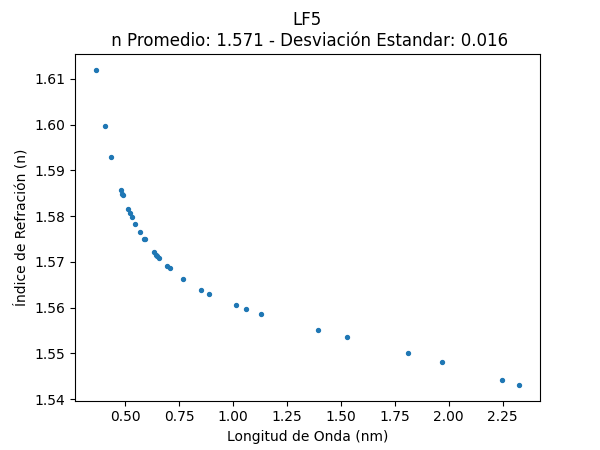 LF5
n Promedio: 1.571 - Desviación Estandar: 0.016
Índice de Refración (n)
1.61
1.60
1.59
1.58
1.57
1.56
1.55
1.54
0.50 0.75 1.00 1.25 1.50 1.75 2.00 2.25
Longitud de Onda (nm)